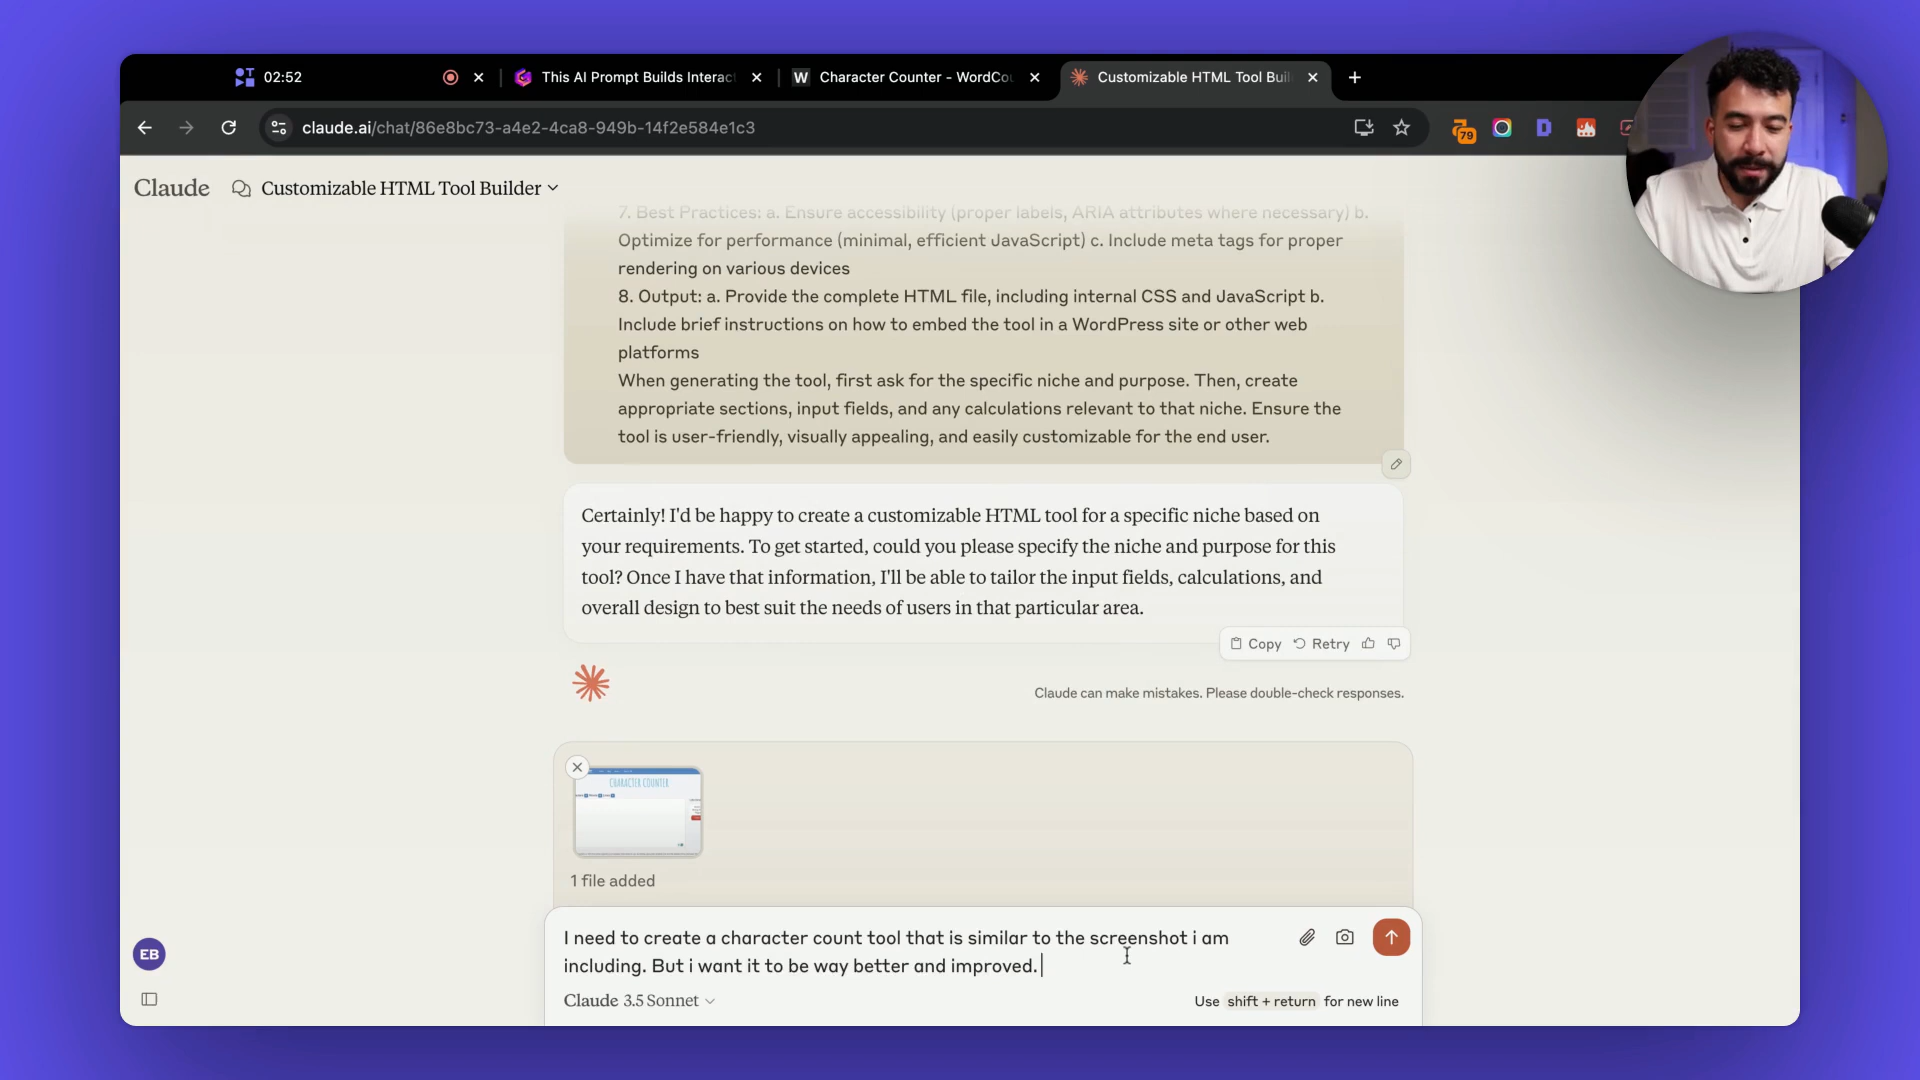 02:52
This AI Prompt Builds Interac
W Character Counter - WordCou
Customizable HTML Tool Buil
claude.ai/chat/86e8bc73-a4e2-4ca8-949b-14f2e584e1c3
79
Claude Customizable HTML Tool Builder
7. Best Practices: a. Ensure accessibility (proper labels, ARIA attributes where necessary) b.
Optimize for performance (minimal, efficient JavaScript) c. Include meta tags for proper
rendering on various devices
8. Output: a. Provide the complete HTML file, including internal CSS and JavaScript b.
Include brief instructions on how to embed the tool in a WordPress site or other web
platforms
When generating the tool, first ask for the specific niche and purpose. Then, create
appropriate sections, input fields, and any calculations relevant to that niche. Ensure the
tool is user-friendly, visually appealing, and easily customizable for the end user.
Certainly! I'd be happy to create a customizable HTML tool for a specific niche based on
your requirements. To get started, could you please specify the niche and purpose for this
tool? Once I have that information, I'll be able to tailor the input fields, calculations, and
overall design to best suit the needs of users in that particular area.
Copy Retry
Claude can make mistakes. Please double-check responses.
CHARACTER COUNTER
1 file added
I need to create a character count tool that is similar to the screenshot i am
including. But i want it to be way better and improved.
Claude 3.5 Sonnet
Use shift + return for new line
EB